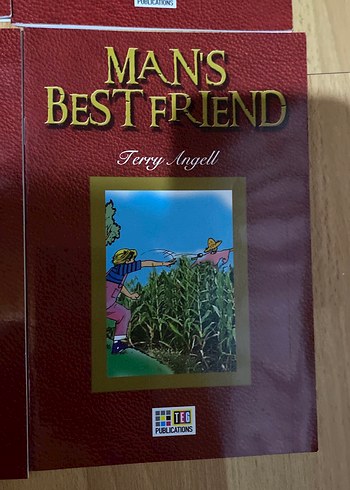 PUBLICATIONS
MAN'S
BEST FRIEND
Terry Angell
TEG
PUBLICATIONS